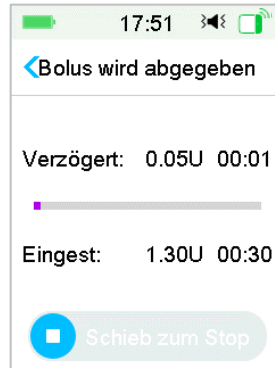 17:51
Bolus wird abgegeben
Verzögert: 0.05U 00:01
Eingest: 1.30U 00:30
Schieb zum Stop